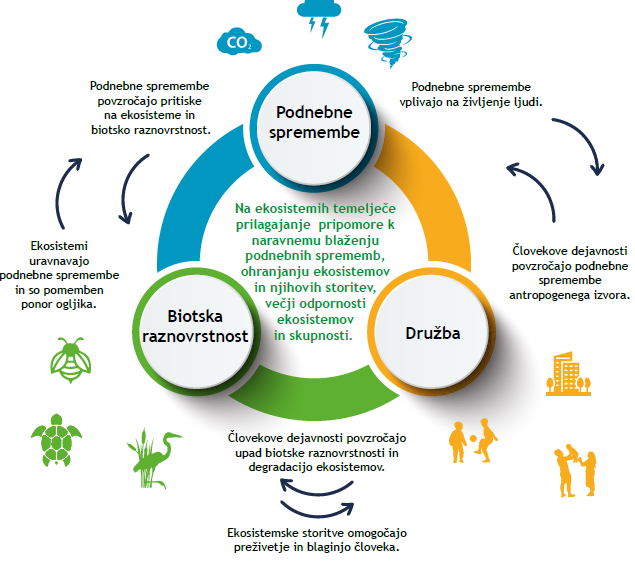 CO2
Podnebne spremembe
povzročajo pritiske
na ekosisteme in
biotsko raznovrstnost.
Podnebne
spremembe
Podnebne spremembe
vplivajo na življenje ljudi.
Na ekosistemih temelječe
prilagajanje pripomore k
naravnemu blaženju
podnebnih sprememb,
ohranjanju ekosistemov
in njihovih storitev,
večji odpornosti
ekosistemov
in skupnosti.
Ekosistemi
uravnavajo
podnebne spremembe
in so pomemben
ponor ogljika.
Človekove dejavnosti
povzročajo podnebne
spremembe
antropogenega izvora.
Biotska
raznovrstnost
Družba
Človekove dejavnosti povzročajo
upad biotske raznovrstnosti in
degradacijo ekosistemov.
Ekosistemske storitve omogočajo
preživetje in blaginjo človeka.